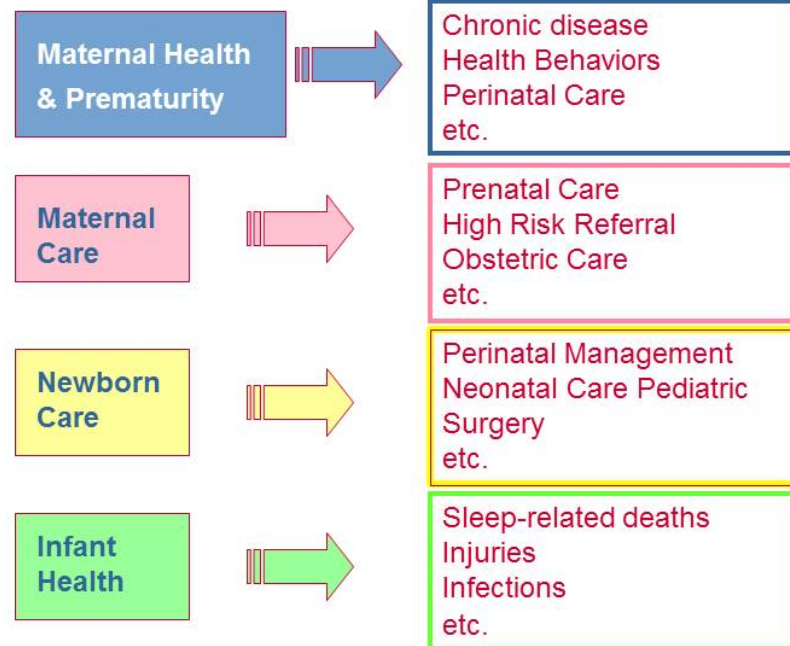 Maternal Health
& Prematurity
Chronic disease
Health Behaviors
Perinatal Care
etc.
Maternal
Care
Prenatal Care
High Risk Referral
Obstetric Care
etc.
Newborn
Care
Perinatal Management
Neonatal Care Pediatric
Surgery
etc.
Infant
Health
Sleep-related deaths
Injuries
Infections
etc.